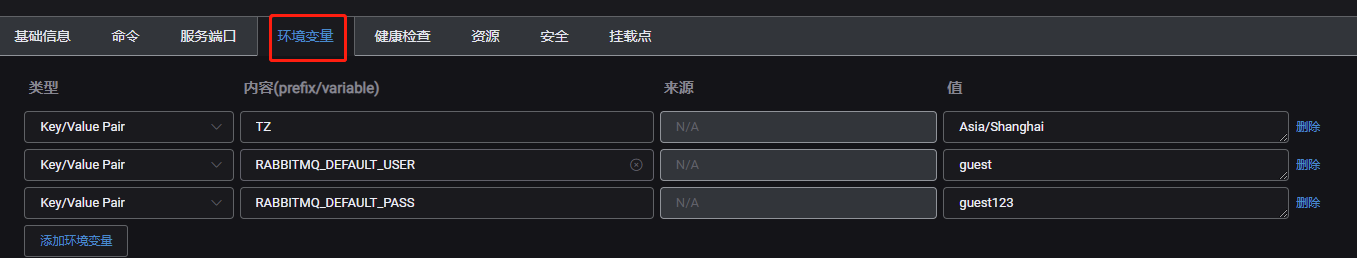 基础信息 命令 服务端口 环境变量 健康检查 资源 安全 挂载点
类型 内容(prefix/variable) 来源 值
Key/Value Pair TZ N/A Asia/Shanghai 删除
Key/Value Pair RABBITMQ_DEFAULT_USER N/A guest 删除
Key/Value Pair RABBITMQ_DEFAULT_PASS N/A guest123 删除
添加环境变量